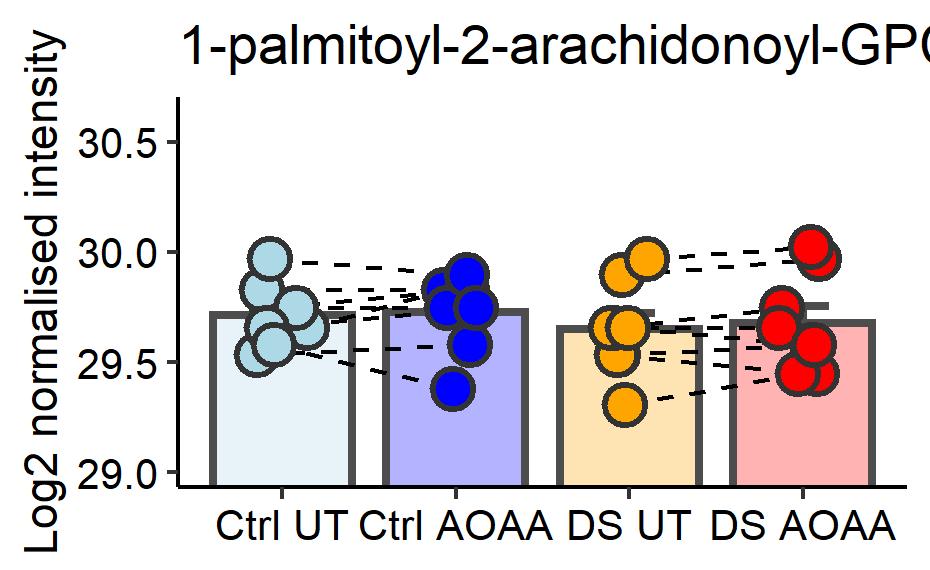 1-palmitoyl-2-arachidonoyl-GPC
Log2 normalised intensity
30.5
30.0
29.5
29.0
Ctrl UT Ctrl AOAA DS UT DS AOAA